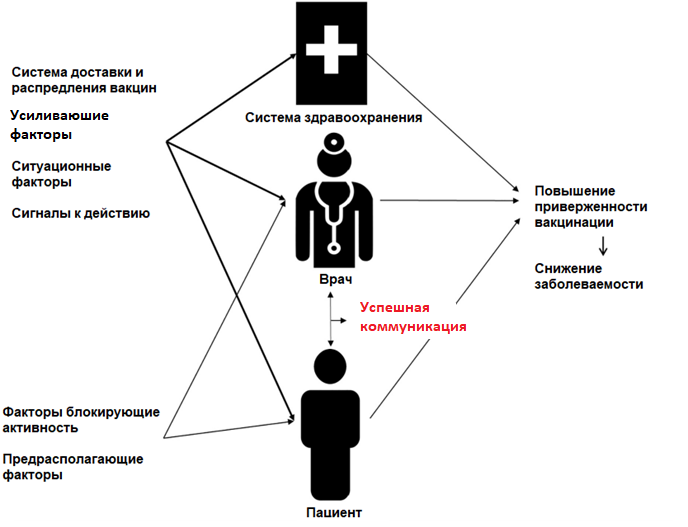 Система доставки и
распредления вакцин
Усиливаюшие
факторы
Ситуационные
факторы
Сигналы к действию
Система здравоохранения
Врач
Успешная
коммуникация
Повышение
приверженности
вакцинации
Снижение
заболеваемости
Факторы блокирующие
активность
Предрасполагающие
факторы
Пациент